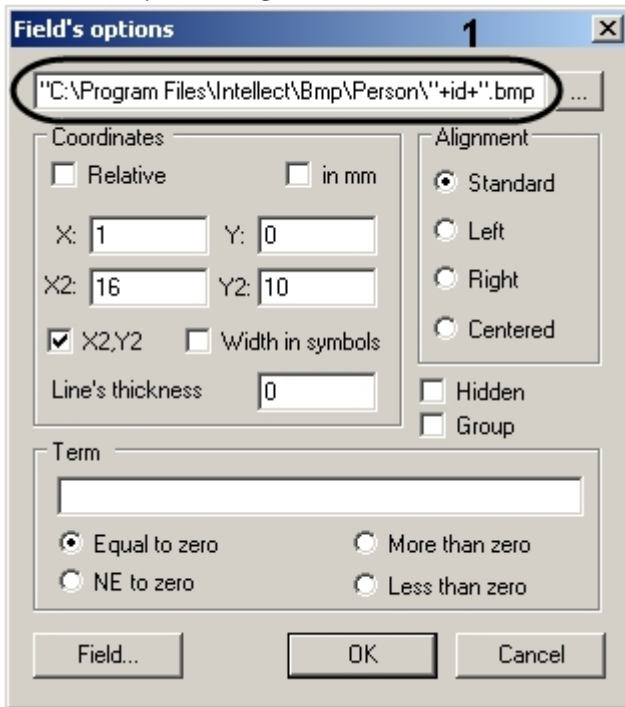 Field's options 1
"C:\Program Files\Intellect\Bmp\Person\"+id+".bmp ...
Coordinates Alignment
Relative in mm Standard
X: 1 Y: 0 Left
X2: 16 Y2: 10 Right
X2,Y2 Width in symbols Centered
Line's thickness 0 Hidden
Group
Term
Equal to zero More than zero
NE to zero Less than zero
Field... OK Cancel